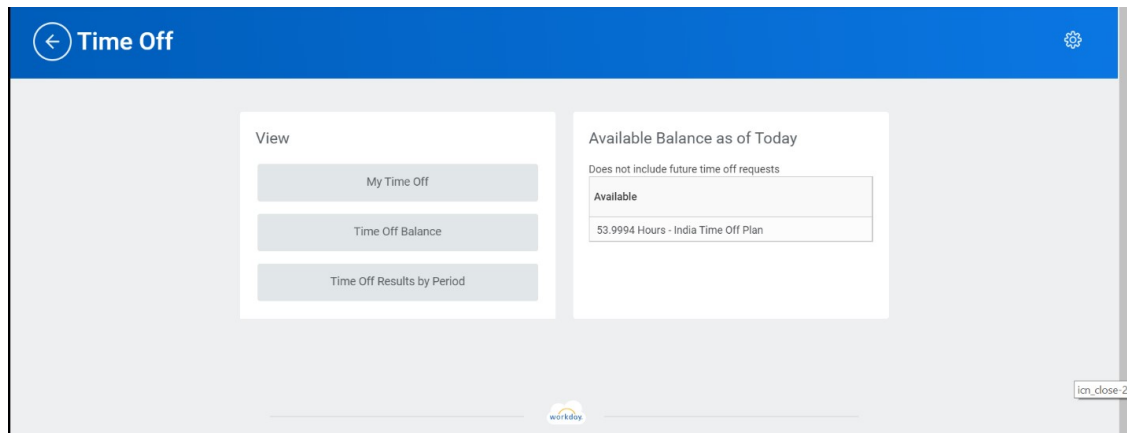 Time Off
View
My Time Off
Time Off Balance
Time Off Results by Period
Available Balance as of Today
Does not include future time off requests
Available
53.9994 Hours - India Time Off Plan
icn_close-2
workday.